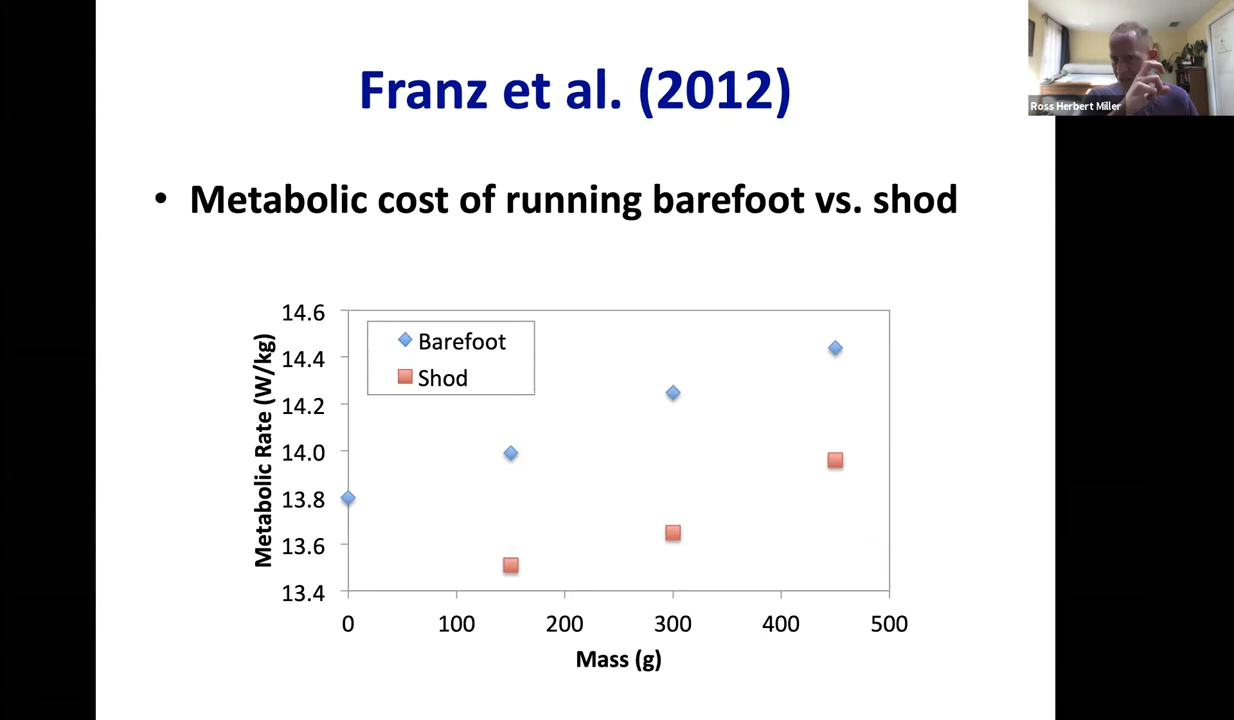 Franz et al. (2012)
Ross Herbert Miller
• Metabolic cost of running barefoot vs. shod
Metabolic Rate (W/kg)
14.6
14.4
14.2
14.0
13.8
13.6
13.4
Barefoot
Shod
0 100 200 300 400 500
Mass (g)